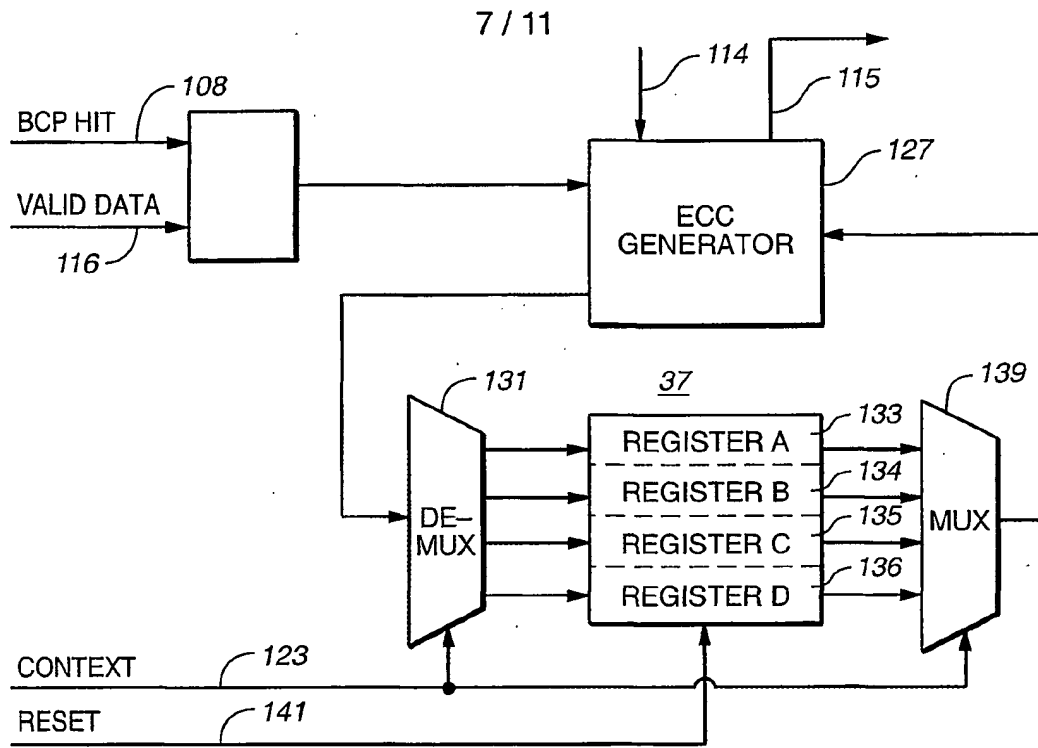 7 / 11
108
BCP HIT
VALID DATA
116
114
115
127
ECC
GENERATOR
131
DE–
MUX
37
133
REGISTER A
134
REGISTER B
135
REGISTER C
136
REGISTER D
139
MUX
CONTEXT
123
RESET
141